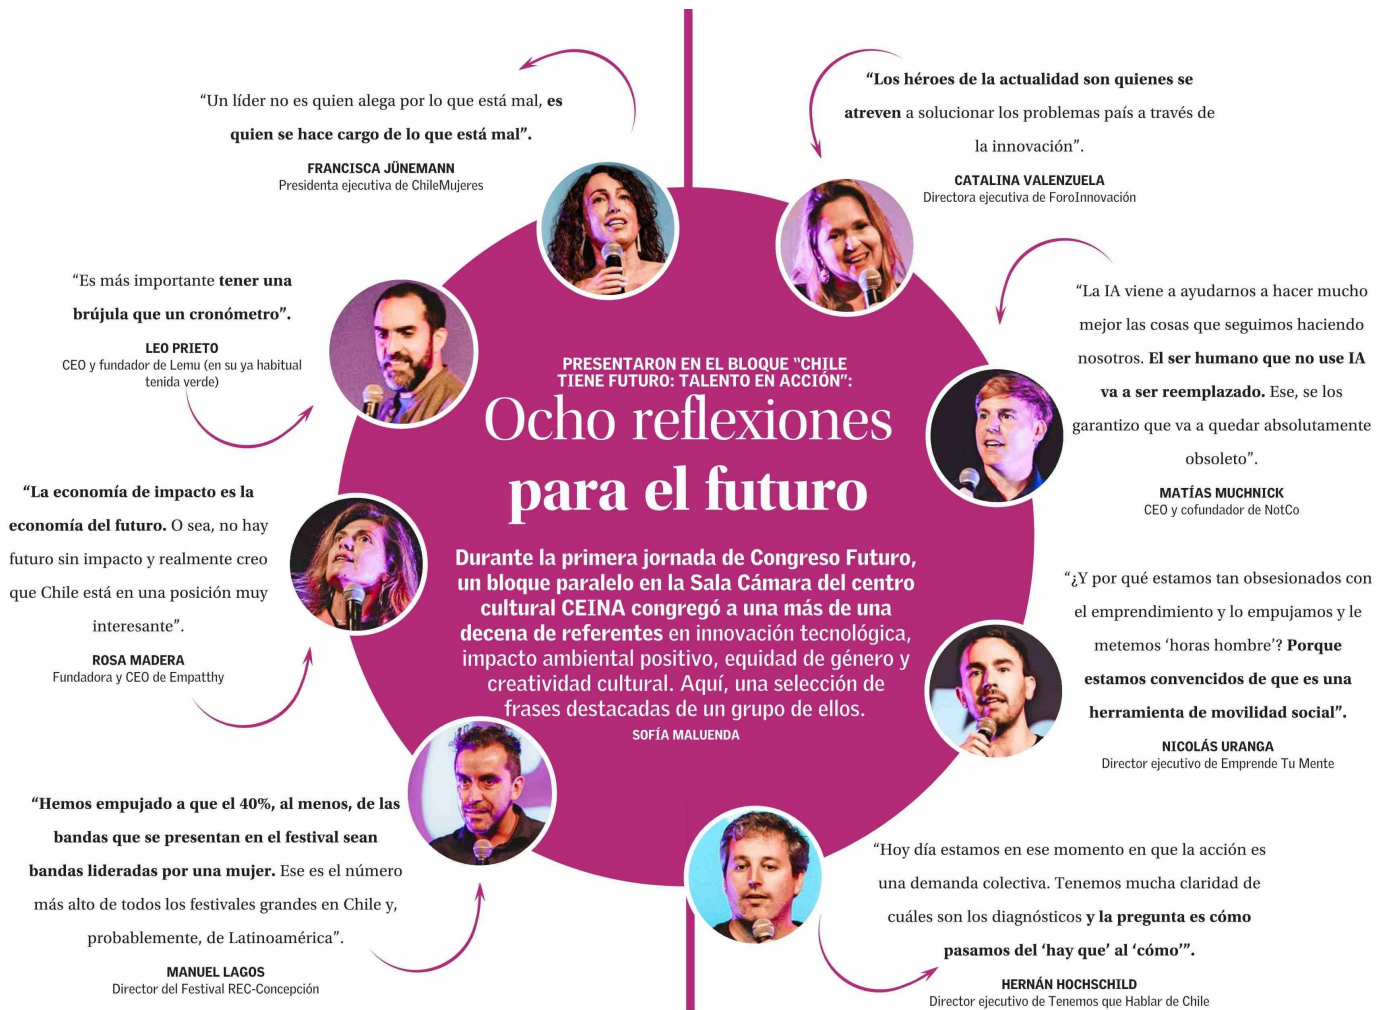 “Un líder no es quien alega por lo que está mal, es
quien se hace cargo de lo que está mal”.
FRANCISCA JÜNEMANN
Presidenta ejecutiva de ChileMujeres
“Los héroes de la actualidad son quienes se
atreven a solucionar los problemas país a través de
la innovación”.
CATALINA VALENZUELA
Directora ejecutiva de ForoInnovación
“Es más importante tener una
brújula que un cronómetro”.
LEO PRIETO
CEO y fundador de Lemu (en su ya habitual
tenida verde)
“La IA viene a ayudarnos a hacer mucho
mejor las cosas que seguimos haciendo
nosotros. El ser humano que no use IA
va a ser reemplazado. Ese, se los
garantizo que va a quedar absolutamente
obsoleto”.
MATÍAS MUCHNICK
CEO y cofundador de NotCo
PRESENTARON EN EL BLOQUE “CHILE
TIENE FUTURO: TALENTO EN ACCIÓN”:
Ocho reflexiones
para el futuro
Durante la primera jornada de Congreso Futuro,
un bloque paralelo en la Sala Cámara del centro
cultural CEINA congregó a una más de una
decena de referentes en innovación tecnológica,
impacto ambiental positivo, equidad de género y
creatividad cultural. Aquí, una selección de
frases destacadas de un grupo de ellos.
SOFÍA MALUENDA
“La economía de impacto es la
economía del futuro. O sea, no hay
futuro sin impacto y realmente creo
que Chile está en una posición muy
interesante”.
ROSA MADERA
Fundadora y CEO de Empatthy
“¿Y por qué estamos tan obsesionados con
el emprendimiento y lo empujamos y le
metemos ‘horas hombre’? Porque
estamos convencidos de que es una
herramienta de movilidad social”.
NICOLÁS URANGA
Director ejecutivo de Emprende Tu Mente
“Hemos empujado a que el 40%, al menos, de las
bandas que se presentan en el festival sean
bandas lideradas por una mujer. Ese es el número
más alto de todos los festivales grandes en Chile y,
probablemente, de Latinoamérica”.
MANUEL LAGOS
Director del Festival REC-Concepción
“Hoy día estamos en ese momento en que la acción es
una demanda colectiva. Tenemos mucha claridad de
cuáles son los diagnósticos y la pregunta es cómo
pasamos del ‘hay que’ al ‘cómo’”.
HERNÁN HOCHSCHILD
Director ejecutivo de Tenemos que Hablar de Chile